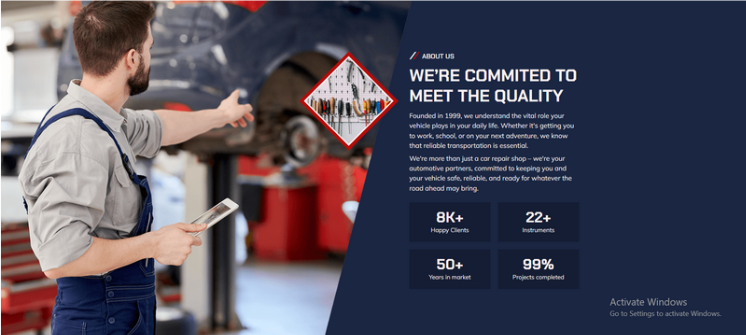 ABOUT US
WE'RE COMMITED TO
MEET THE QUALITY
Founded in 1999, we understand the vital role your
vehicle plays in your daily life. Whether it's getting you
to work, school, or on your next adventure, we know
that reliable transportation is essential.
We're more than just a car repair shop – we're your
automotive partners, committed to keeping you and
your vehicle safe, reliable, and ready for whatever the
road ahead may bring.
8K+
Happy Clients
22+
Instruments
50+
Years in market
99%
Projects completed
Activate Windows
Go to Settings to activate Windows.